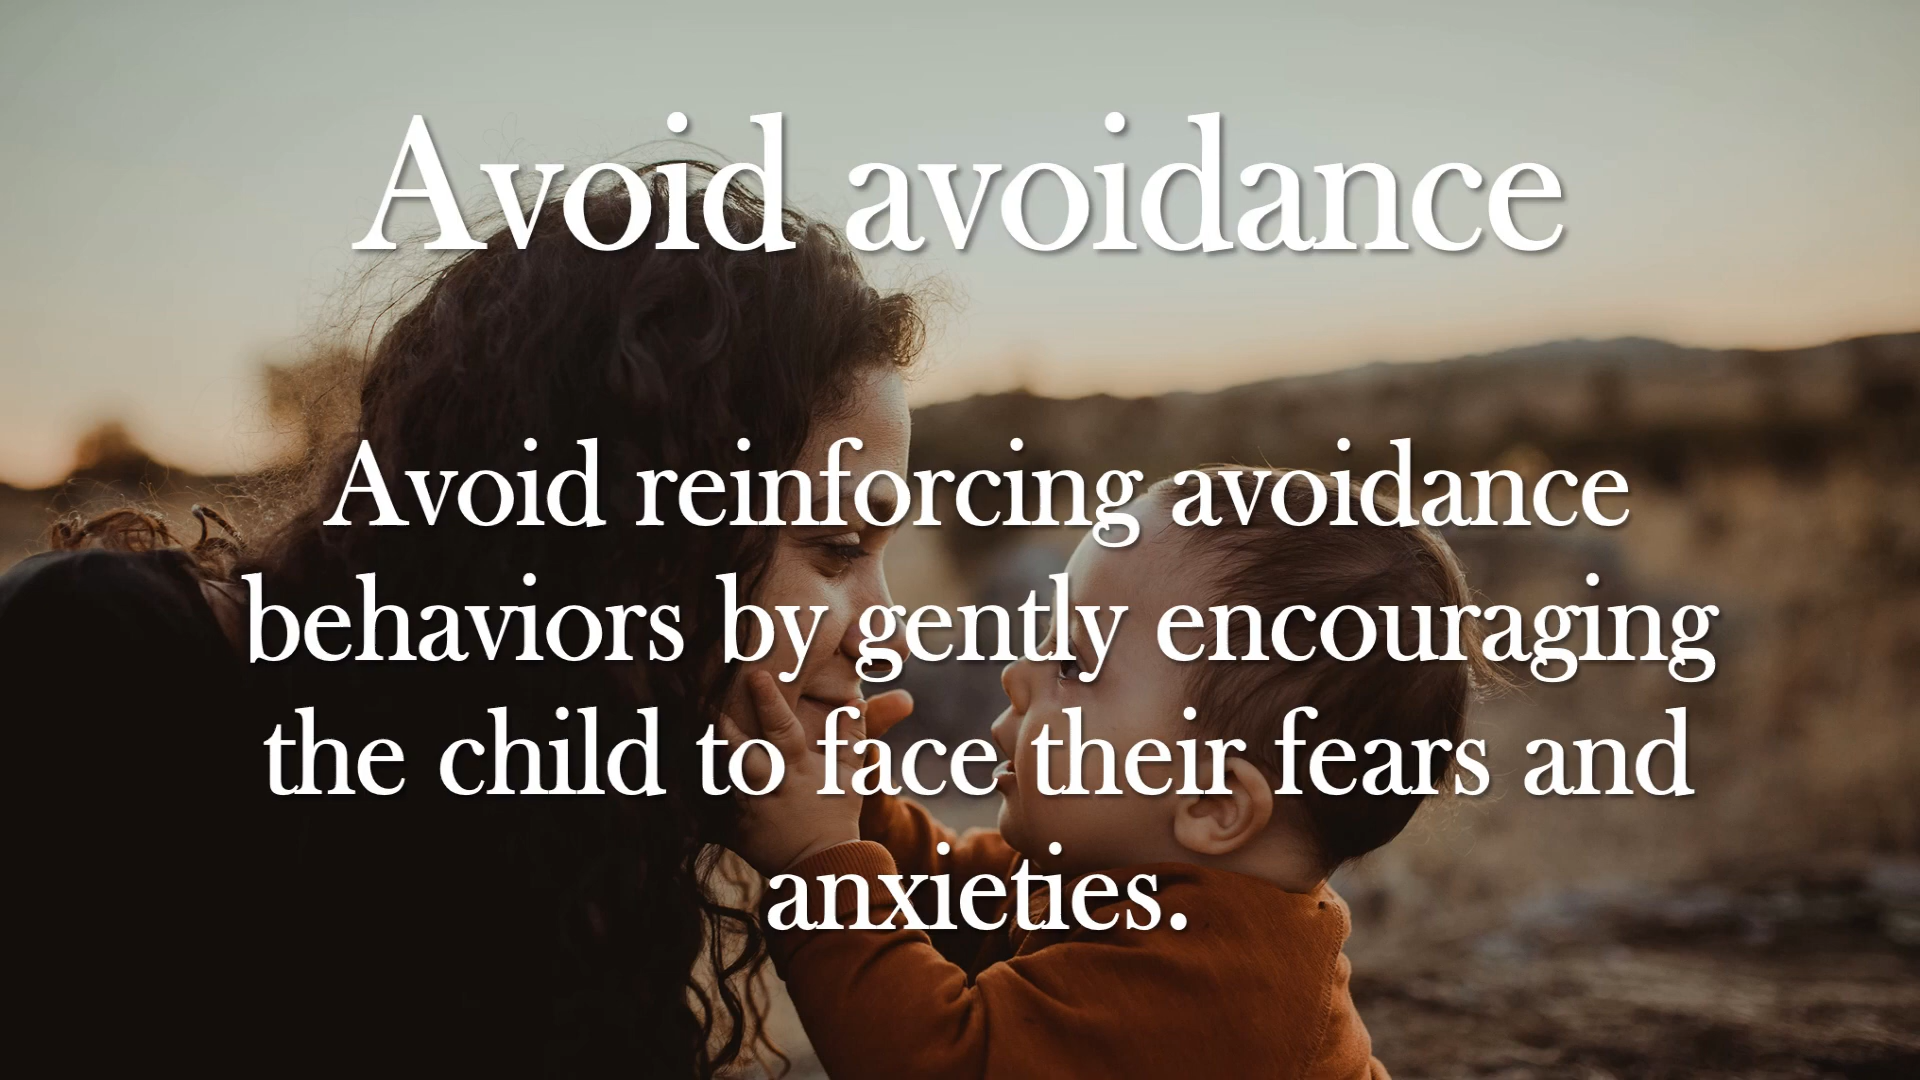 Avoid avoidance
Avoid reinforcing avoidance
behaviors by gently encouraging
the child to face their fears and
anxieties.